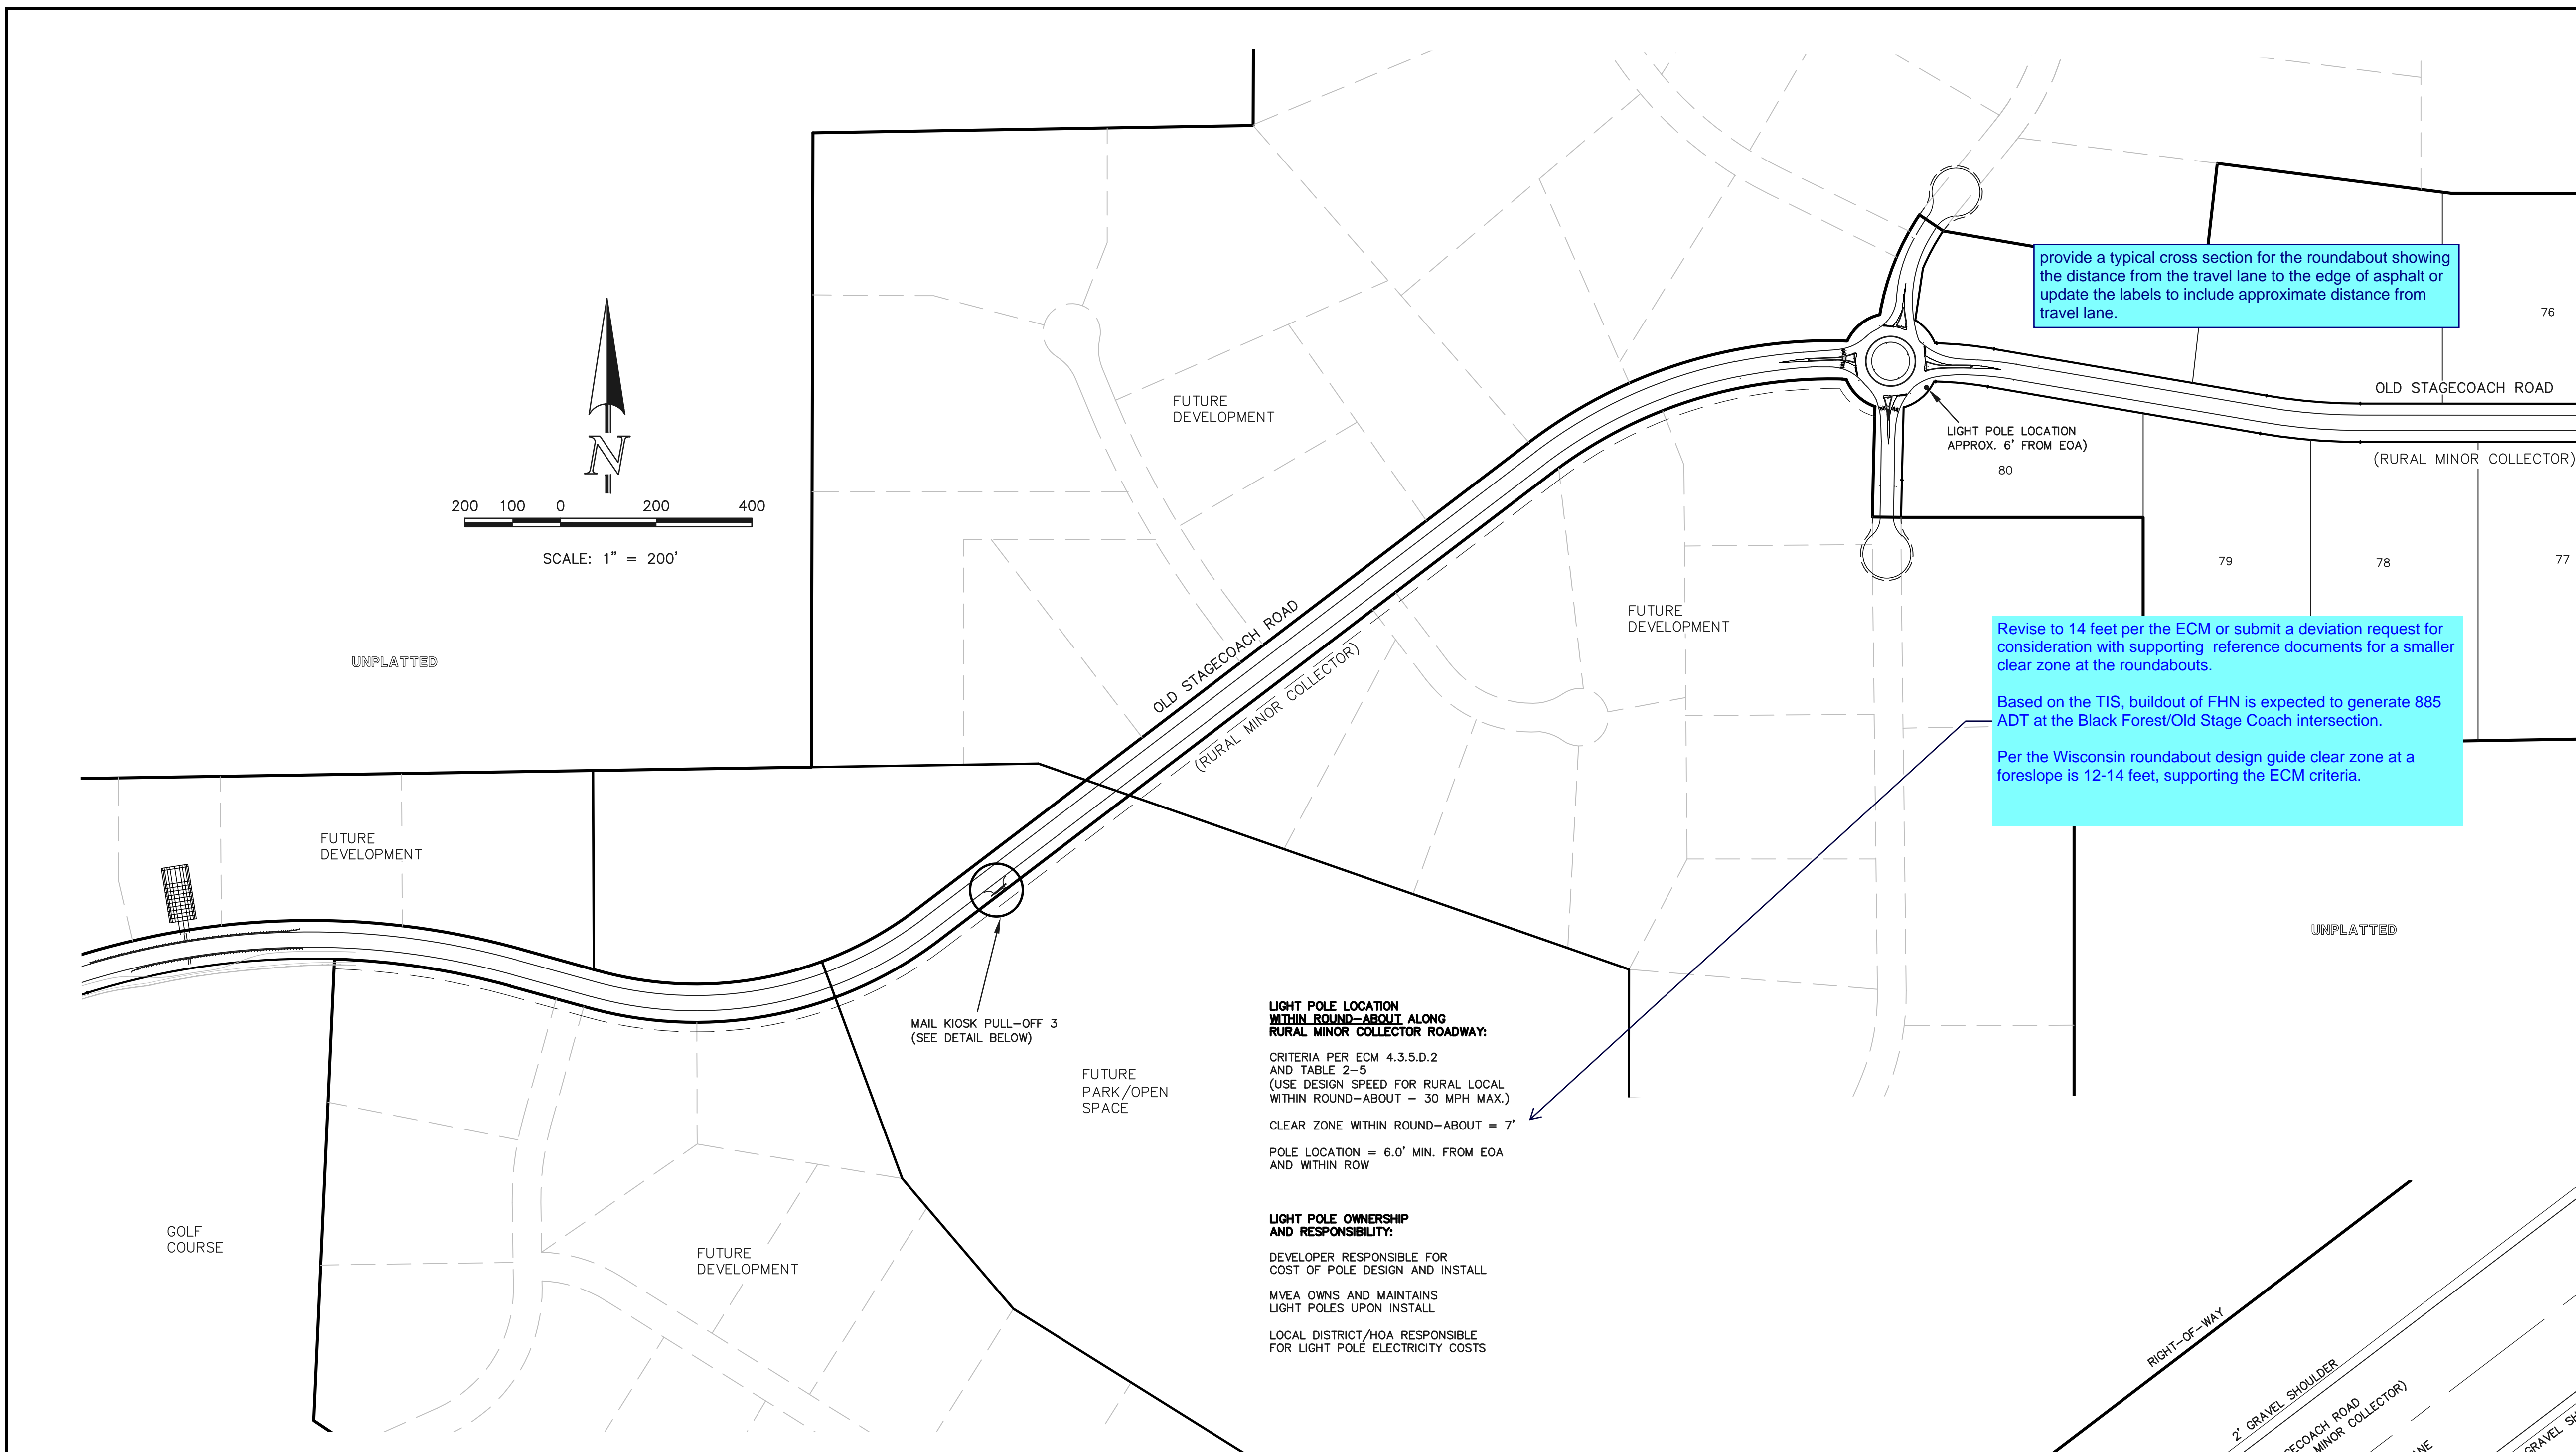 provide a typical cross section for the roundabout showing
the distance from the travel lane to the edge of asphalt or
update the labels to include approximate distance from
travel lane.
76
OLD STAGECOACH ROAD
(RURAL MINOR COLLECTOR)
FUTURE
DEVELOPMENT
LIGHT POLE LOCATION
APPROX. 6' FROM EOA)
80
N
200 100 0 200 400
SCALE: 1" = 200'
79
78
77
UNPLATTED
OLD STAGECOACH ROAD
(RURAL MINOR COLLECTOR)
FUTURE
DEVELOPMENT
Revise to 14 feet per the ECM or submit a deviation request for
consideration with supporting reference documents for a smaller
clear zone at the roundabouts.
Based on the TIS, buildout of FHN is expected to generate 885
ADT at the Black Forest/Old Stage Coach intersection.
Per the Wisconsin roundabout design guide clear zone at a
foreslope is 12-14 feet, supporting the ECM criteria.
FUTURE
DEVELOPMENT
UNPLATTED
MAIL KIOSK PULL-OFF 3
(SEE DETAIL BELOW)
FUTURE
PARK/OPEN
SPACE
LIGHT POLE LOCATION
WITHIN ROUND-ABOUT ALONG
RURAL MINOR COLLECTOR ROADWAY:
CRITERIA PER ECM 4.3.5.D.2
AND TABLE 2-5
(USE DESIGN SPEED FOR RURAL LOCAL
WITHIN ROUND-ABOUT - 30 MPH MAX.)
CLEAR ZONE WITHIN ROUND-ABOUT = 7'
POLE LOCATION = 6.0' MIN. FROM EOA
AND WITHIN ROW
LIGHT POLE OWNERSHIP
AND RESPONSIBILITY:
DEVELOPER RESPONSIBLE FOR
COST OF POLE DESIGN AND INSTALL
MVEA OWNS AND MAINTAINS
LIGHT POLES UPON INSTALL
LOCAL DISTRICT/HOA RESPONSIBLE
FOR LIGHT POLE ELECTRICITY COSTS
GOLF
COURSE
FUTURE
DEVELOPMENT
RIGHT-OF-WAY
2' GRAVEL SHOULDER
ROAD
MINOR COLLECTOR)
GRAVEL